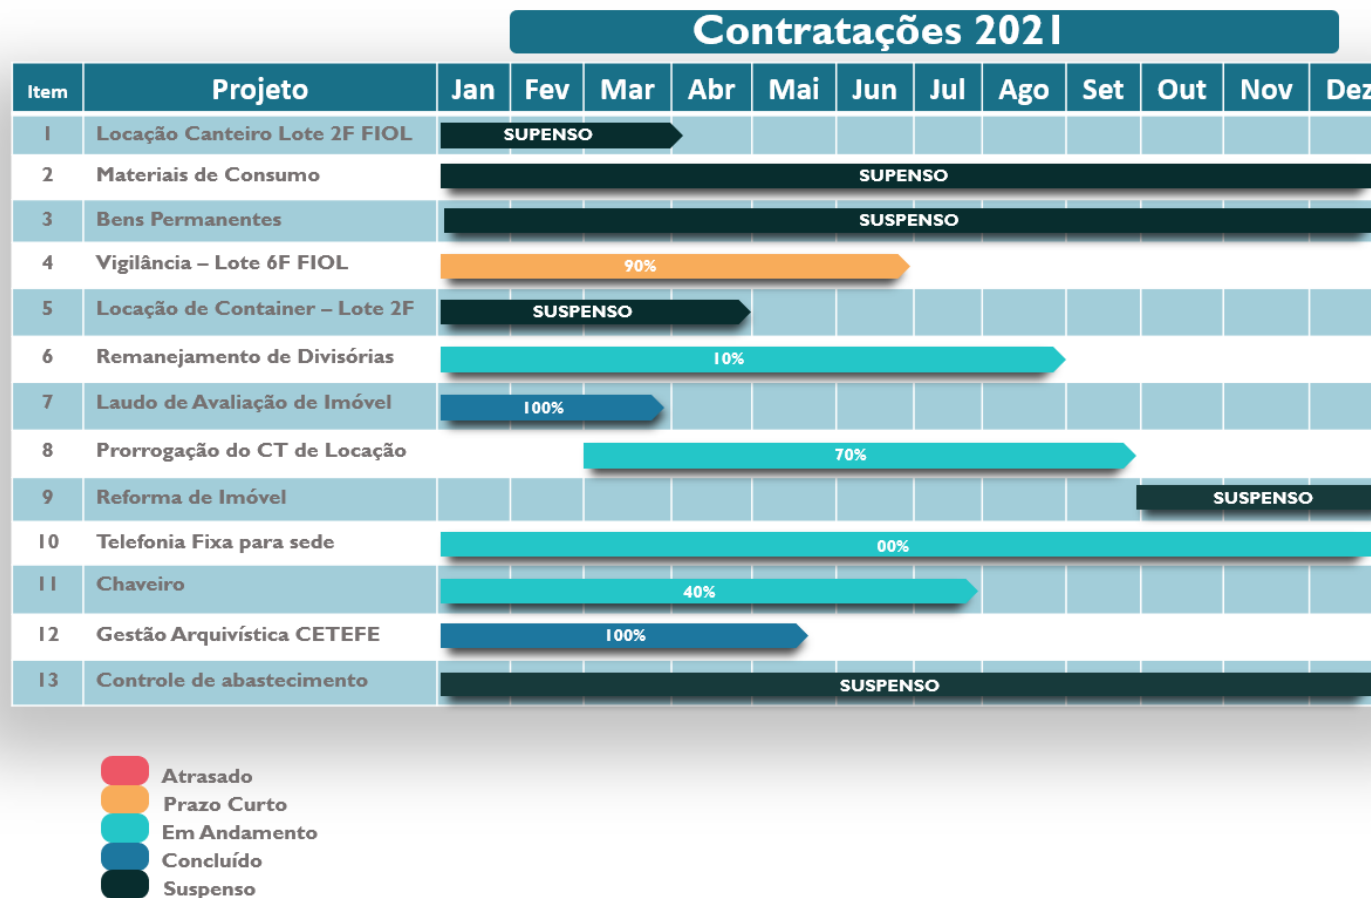 Contratações 2021
Item Projeto Jan Fev Mar Abr Mai Jun Jul Ago Set Out Nov Dez
1 Locação Canteiro Lote 2F FIOL SUPENSO
2 Materiais de Consumo SUPENSO
3 Bens Permanentes SUSPENSO
4 Vigilância – Lote 6F FIOL 90%
5 Locação de Container – Lote 2F SUSPENSO
6 Remanejamento de Divisórias 10%
7 Laudo de Avaliação de Imóvel 100%
8 Prorrogação do CT de Locação 70%
9 Reforma de Imóvel SUSPENSO
10 Telefonia Fixa para sede 00%
11 Chaveiro 40%
12 Gestão Arquivística CETEFE 100%
13 Controle de abastecimento SUSPENSO
Atrasado
Prazo Curto
Em Andamento
Concluído
Suspenso